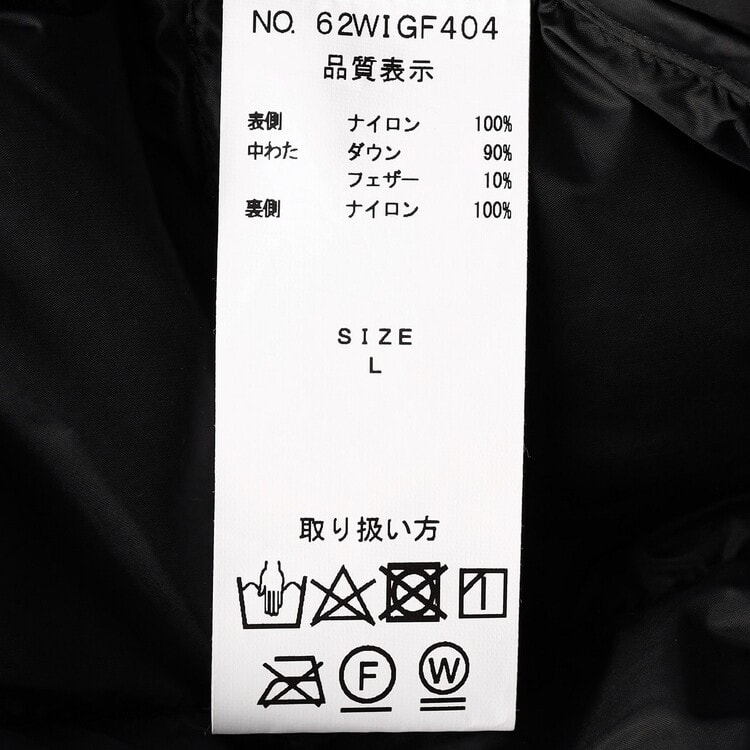 NO. 62WIGF404
品質表示
表側 ナイロン 100%
中わた ダウン 90%
フェザー 10%
裏側 ナイロン 100%
SIZE
L
取り扱い方
F W